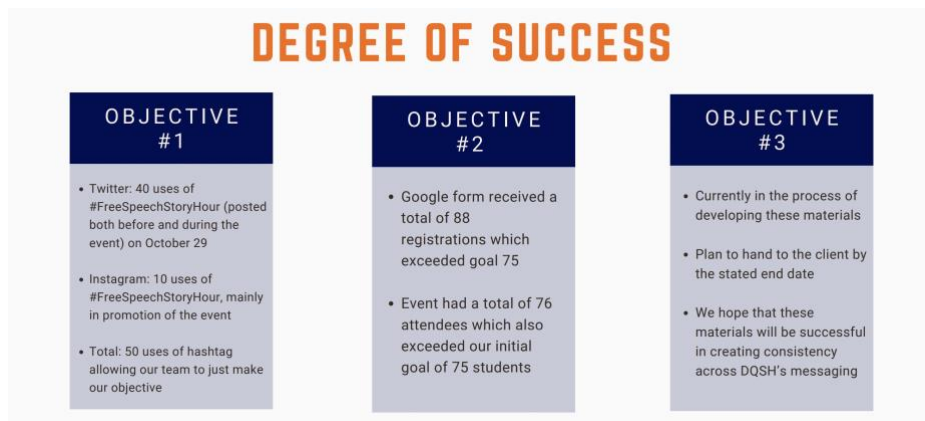 DEGREE OF SUCCESS
OBJECTIVE
#1
• Twitter: 40 uses of
#FreeSpeechStoryHour (posted
both before and during the
event) on October 29
• Instagram: 10 uses of
#FreeSpeechStoryHour, mainly
in promotion of the event
• Total: 50 uses of hashtag
allowing our team to just make
our objective
OBJECTIVE
#2
• Google form received a
total of 88
registrations which
exceeded goal 75
• Event had a total of 76
attendees which also
exceeded our initial
goal of 75 students
OBJECTIVE
#3
• Currently in the process of
developing these materials
• Plan to hand to the client by
the stated end date
• We hope that these
materials will be successful
in creating consistency
across DQSH's messaging